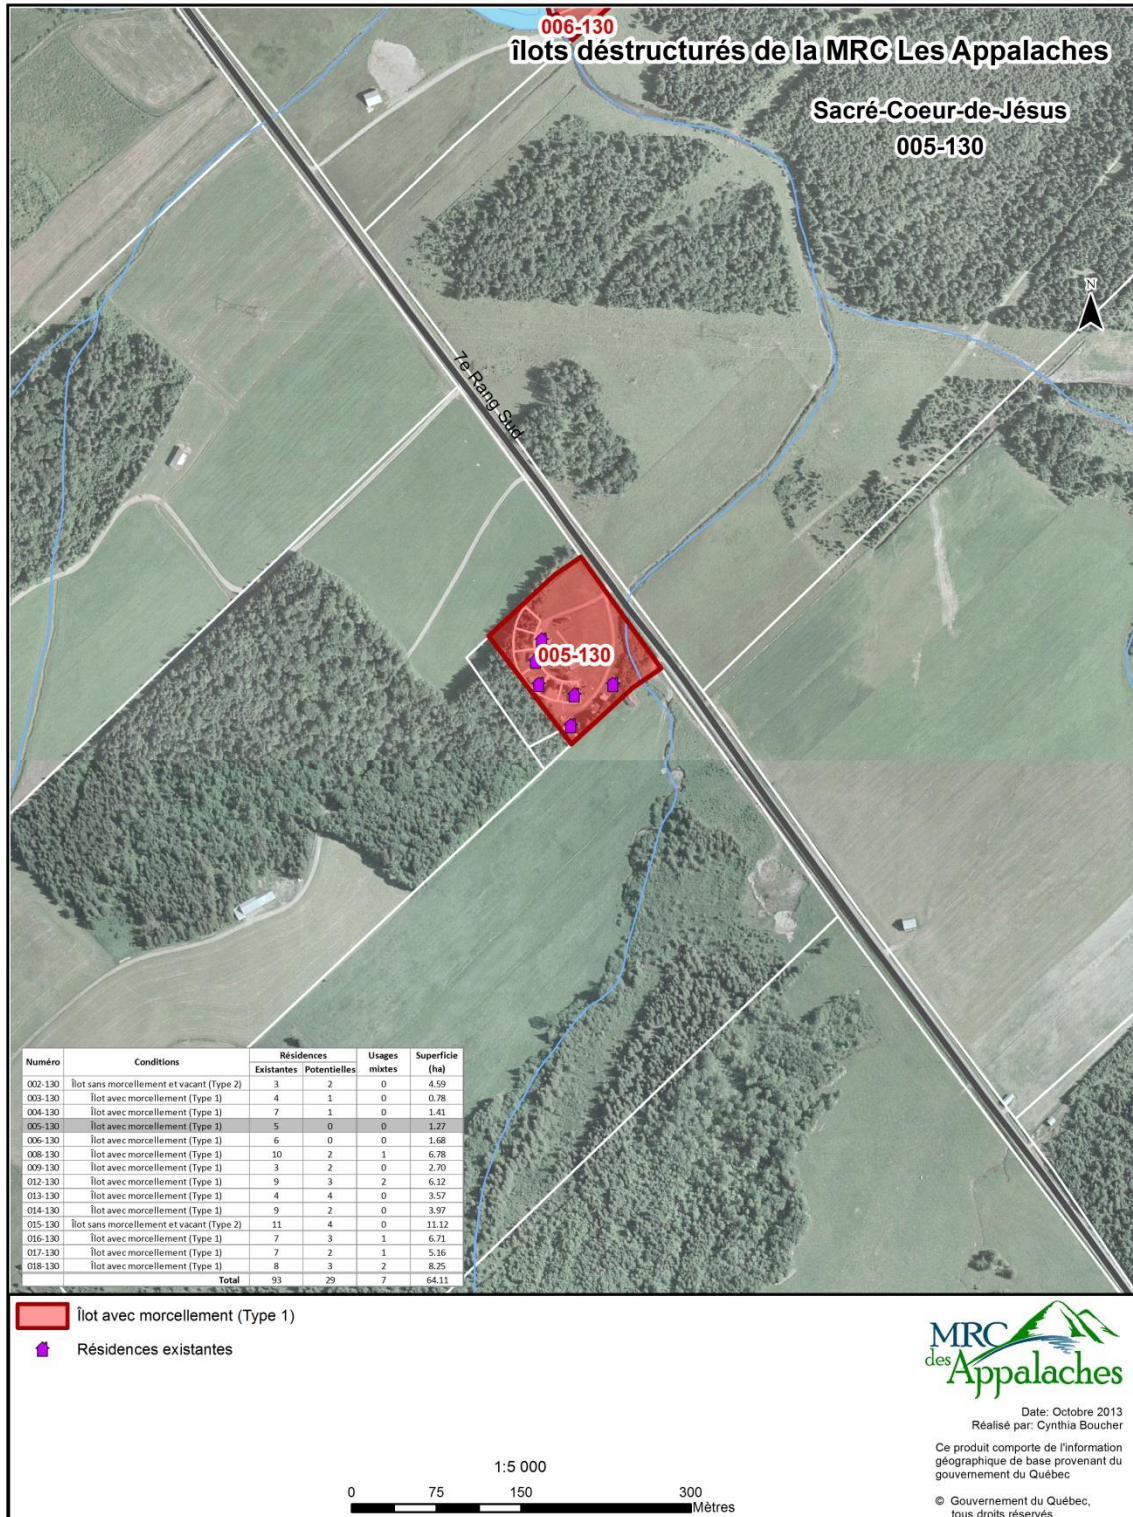 006-130
îlots déstructurés de la MRC Les Appalaches
Sacré-Coeur-de-Jésus
005-130
N
7e Rang Sud
005-130
Numéro Conditions Résidences Usages mixtes Superficie (ha)
Existantes Potentielles
002-130 Îlot sans morcellement et vacant (Type 2) 3 2 0 4.59
003-130 Îlot avec morcellement (Type 1) 4 1 0 0.78
004-130 Îlot avec morcellement (Type 1) 7 1 0 1.41
005-130 Îlot avec morcellement (Type 1) 5 0 0 1.27
006-130 Îlot avec morcellement (Type 1) 6 0 0 1.68
008-130 Îlot avec morcellement (Type 1) 10 2 1 6.78
009-130 Îlot avec morcellement (Type 1) 3 2 0 2.70
012-130 Îlot avec morcellement (Type 1) 9 3 2 6.12
013-130 Îlot avec morcellement (Type 1) 4 4 0 3.57
014-130 Îlot avec morcellement (Type 1) 9 2 0 3.97
015-130 Îlot sans morcellement et vacant (Type 2) 11 4 0 11.12
016-130 Îlot avec morcellement (Type 1) 7 3 1 6.71
017-130 Îlot avec morcellement (Type 1) 7 2 1 5.16
018-130 Îlot avec morcellement (Type 1) 8 3 2 8.25
Total 93 29 7 64.11
Îlot avec morcellement (Type 1)
Résidences existantes
MRC
des Appalaches
Date: Octobre 2013
Réalisé par: Cynthia Boucher
Ce produit comporte de l'information
géographique de base provenant du
gouvernement du Québec
© Gouvernement du Québec,
tous droits réservés
1:5 000
0 75 150 300
Mètres